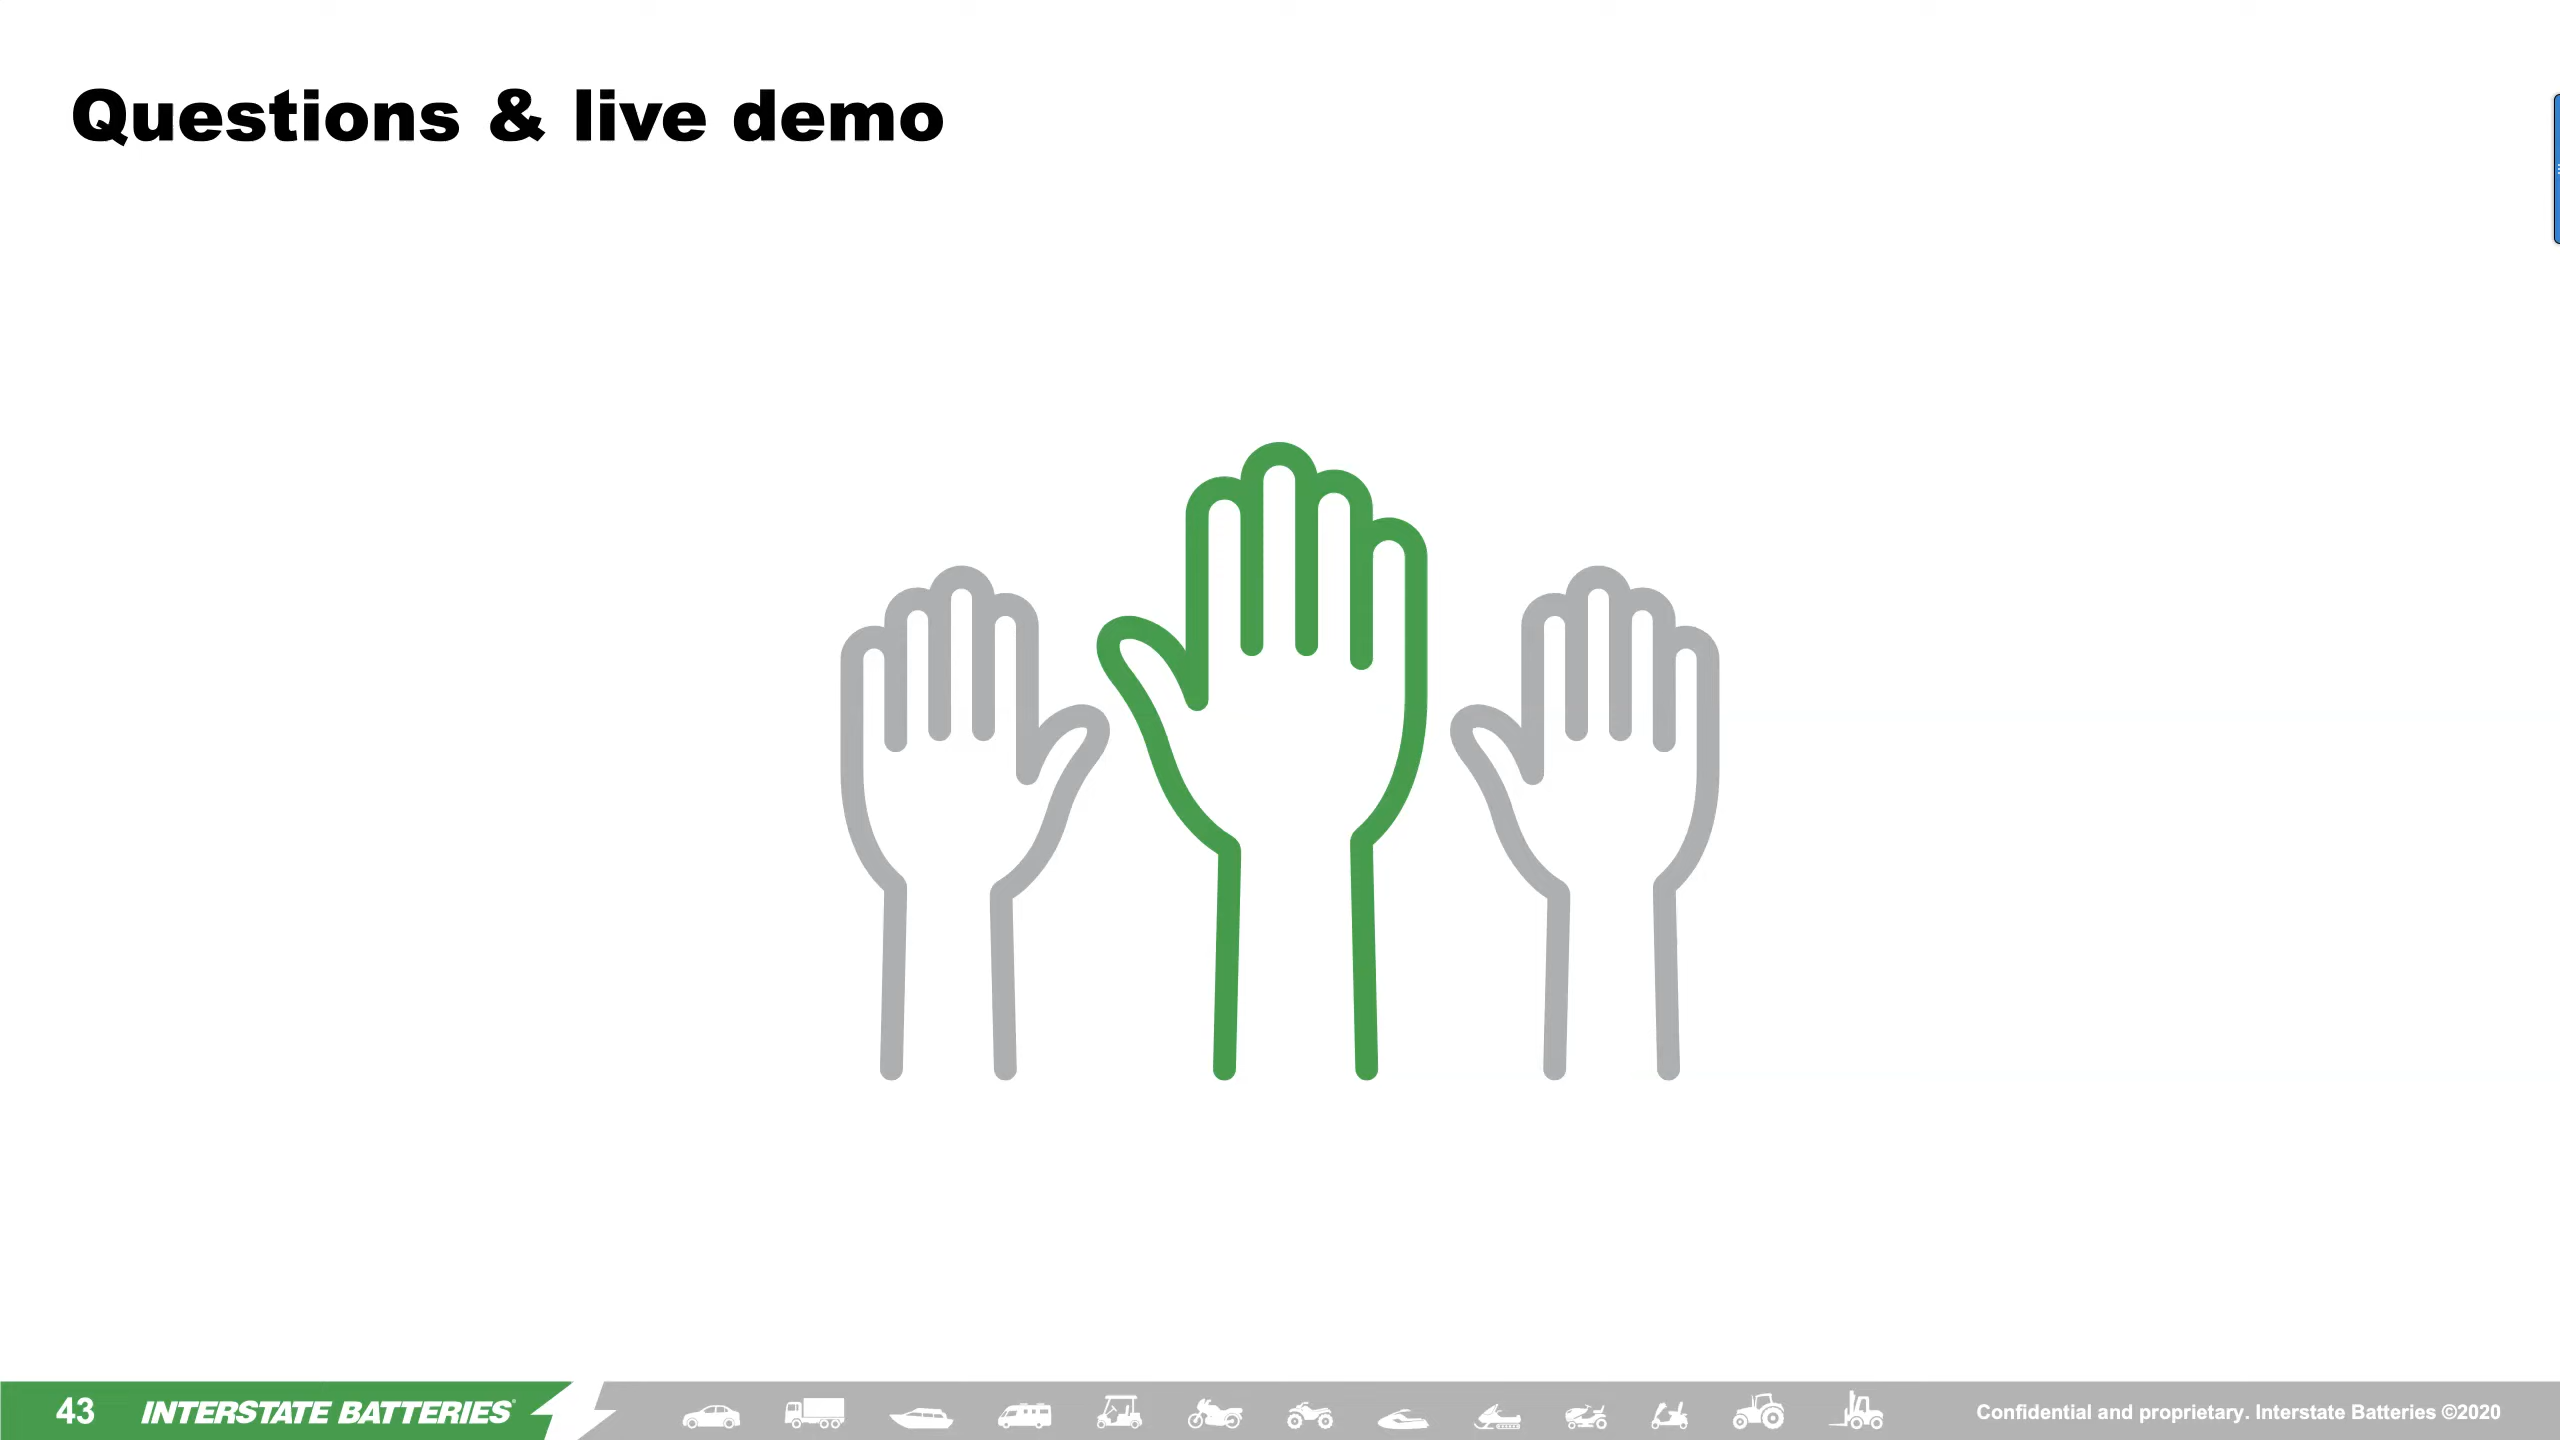 Questions & live demo
43
INTERSTATE BATTERIES
Confidential and proprietary. Interstate Batteries ©2020